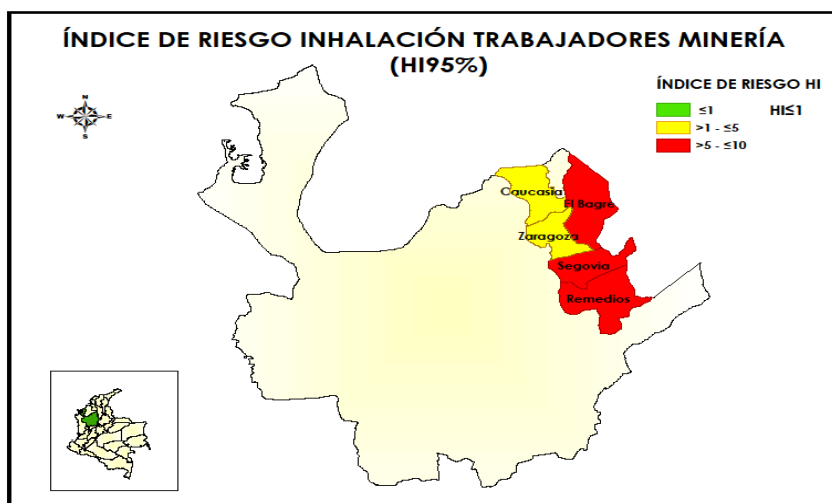 ÍNDICE DE RIESGO INHALACIÓN TRABAJADORES MINERÍA
(HI95%)
ÍNDICE DE RIESGO HI
≤1 HI≤1
>1 - ≤5
>5 - ≤10
N
W E
S
Caucasia
El Bagre
Zaragoza
Segovia
Remedios